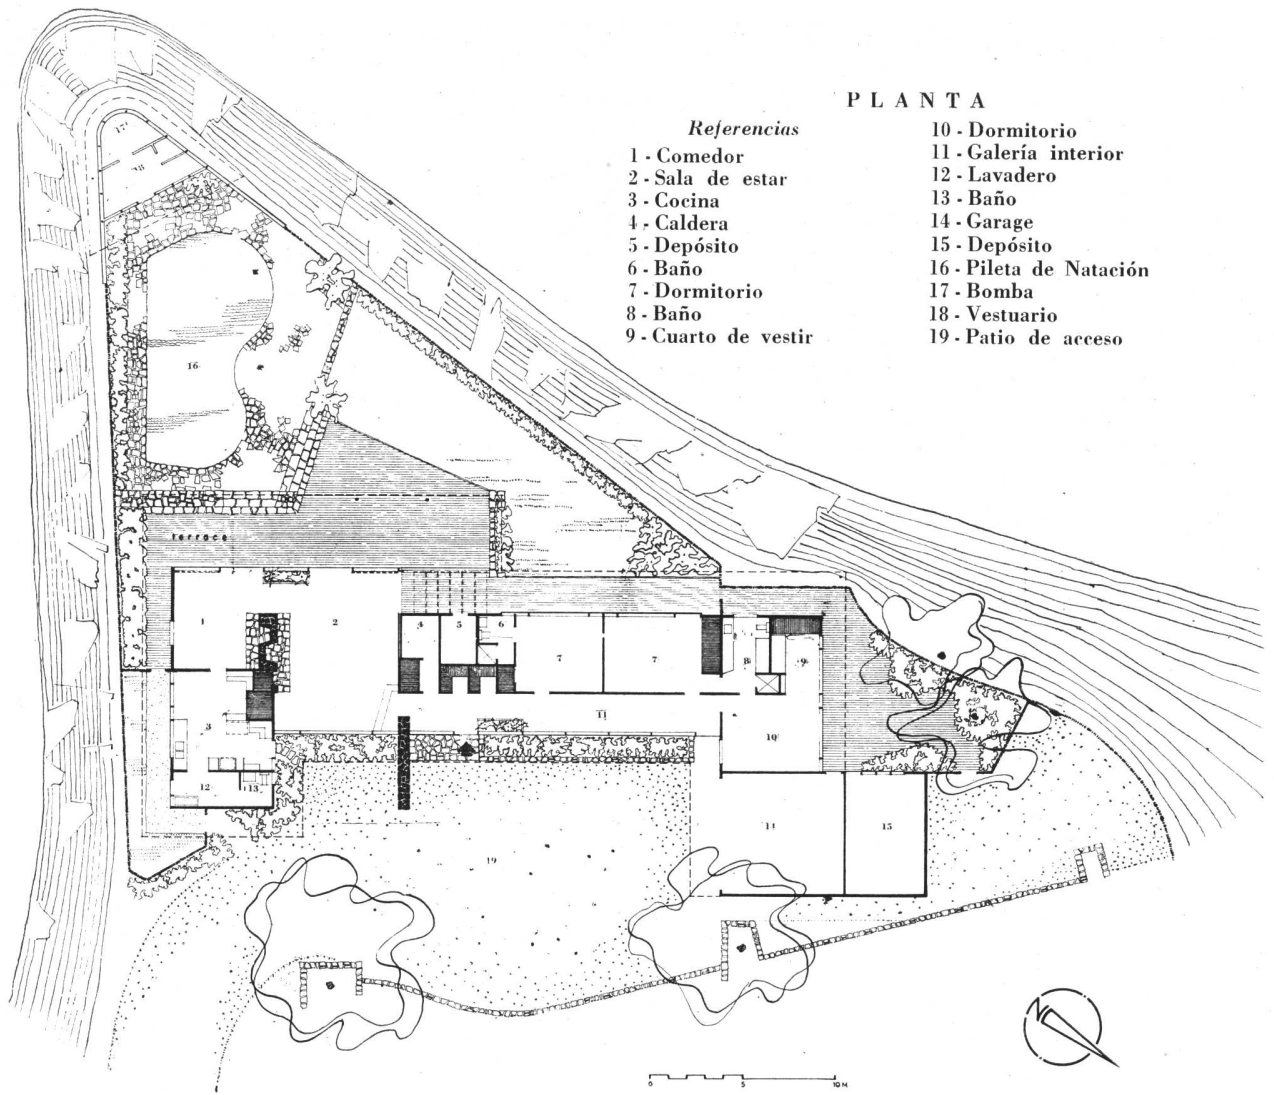 PLANTA
Referencias
1 - Comedor
2 - Sala de estar
3 - Cocina
4 - Caldera
5 - Depósito
6 - Baño
7 - Dormitorio
8 - Baño
9 - Cuarto de vestir
10 - Dormitorio
11 - Galería interior
12 - Lavadero
13 - Baño
14 - Garage
15 - Depósito
16 - Pileta de Natación
17 - Bomba
18 - Vestuario
19 - Patio de acceso
17
18
16
terrace
1
2
4
5
6
7
7
8
9
3
11
10
12
13
14
15
19
N
0 5 10 M.